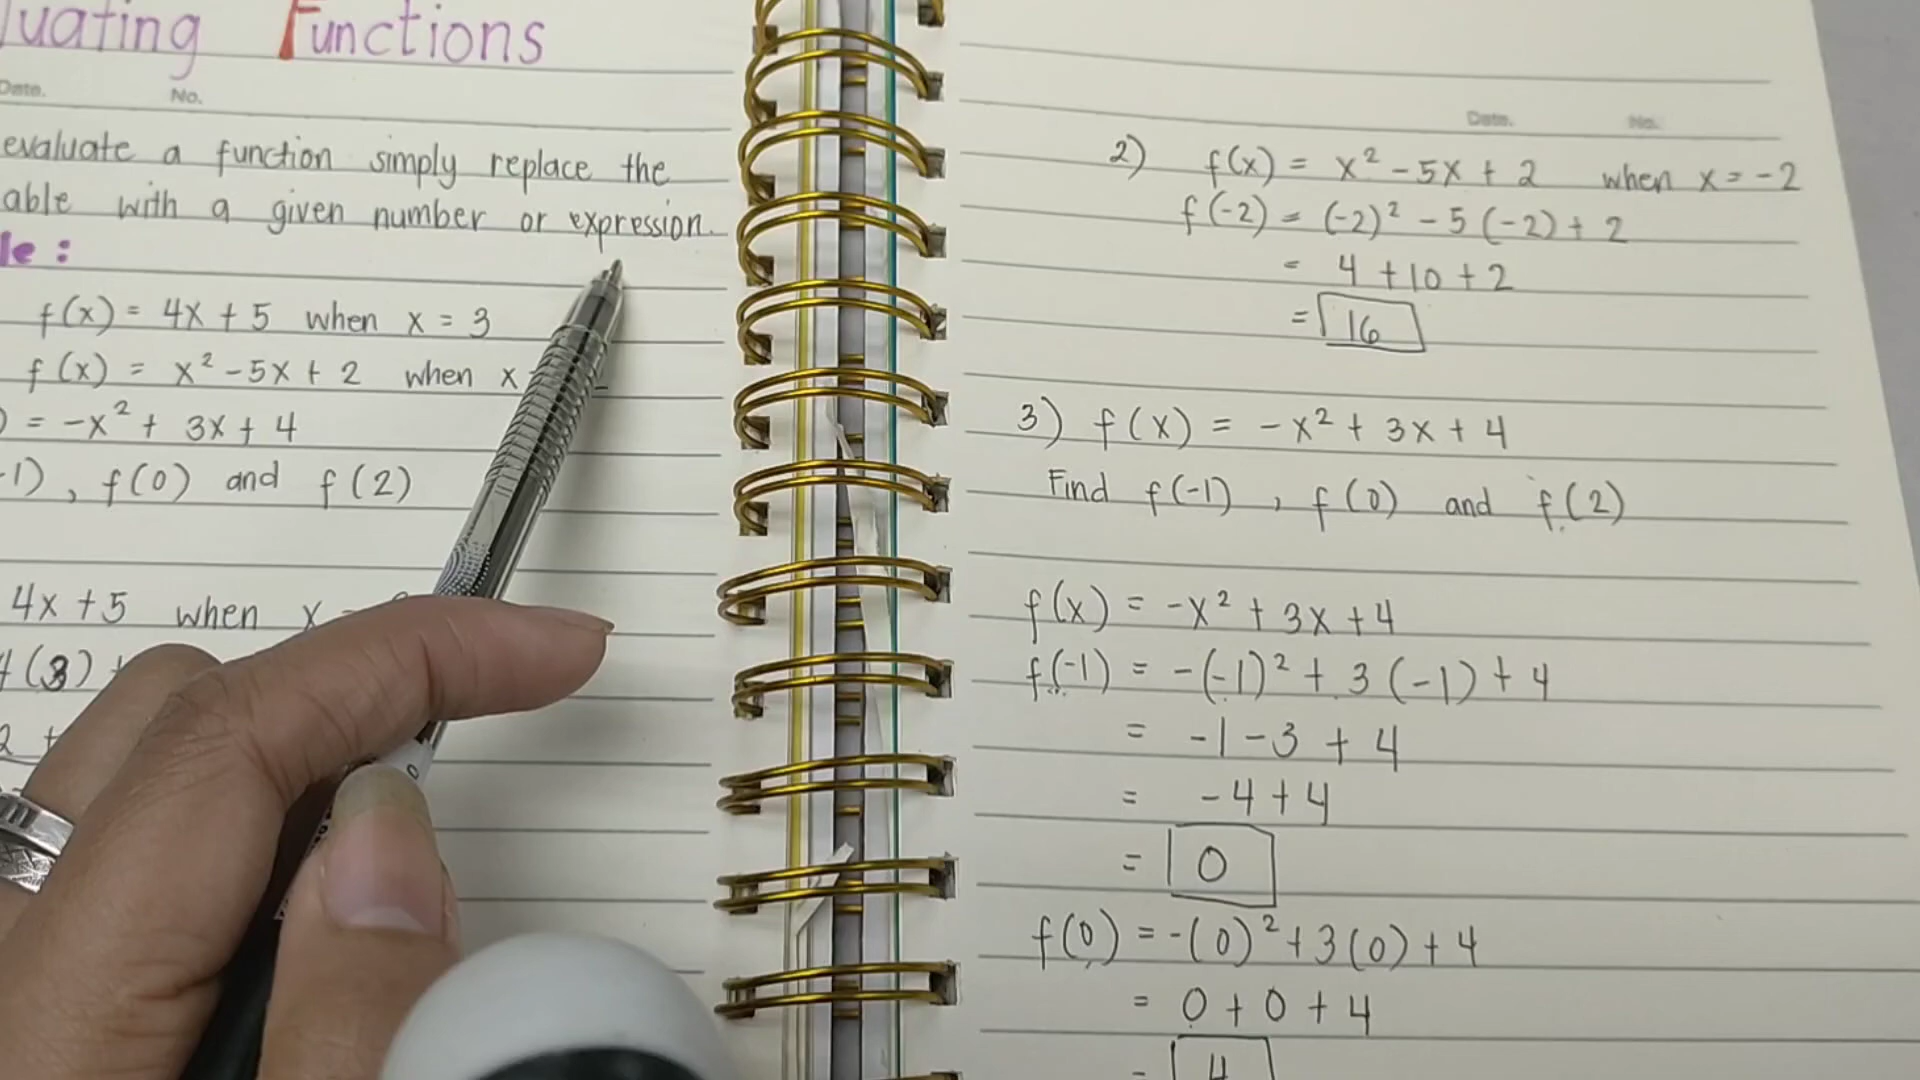 uating Functions
Date. No.
evaluate a function simply replace the
able with a given number or expression.
le :
f(x) = 4x + 5 when x = 3
f(x) = x² - 5x + 2 when x
) = -x² + 3x + 4
-1), f(0) and f(2)
4x + 5 when x
4(3) +
2 +
Date. No.
2) f(x) = x² - 5x + 2 when x = -2
f(-2) = (-2)² - 5(-2) + 2
= 4 + 10 + 2
= 16
3) f(x) = -x² + 3x + 4
Find f(-1), f(0) and f(2)
f(x) = -x² + 3x + 4
f(-1) = -(-1)² + 3(-1) + 4
= -1 - 3 + 4
= -4 + 4
= 0
f(0) = -(0)² + 3(0) + 4
= 0 + 0 + 4
= 4